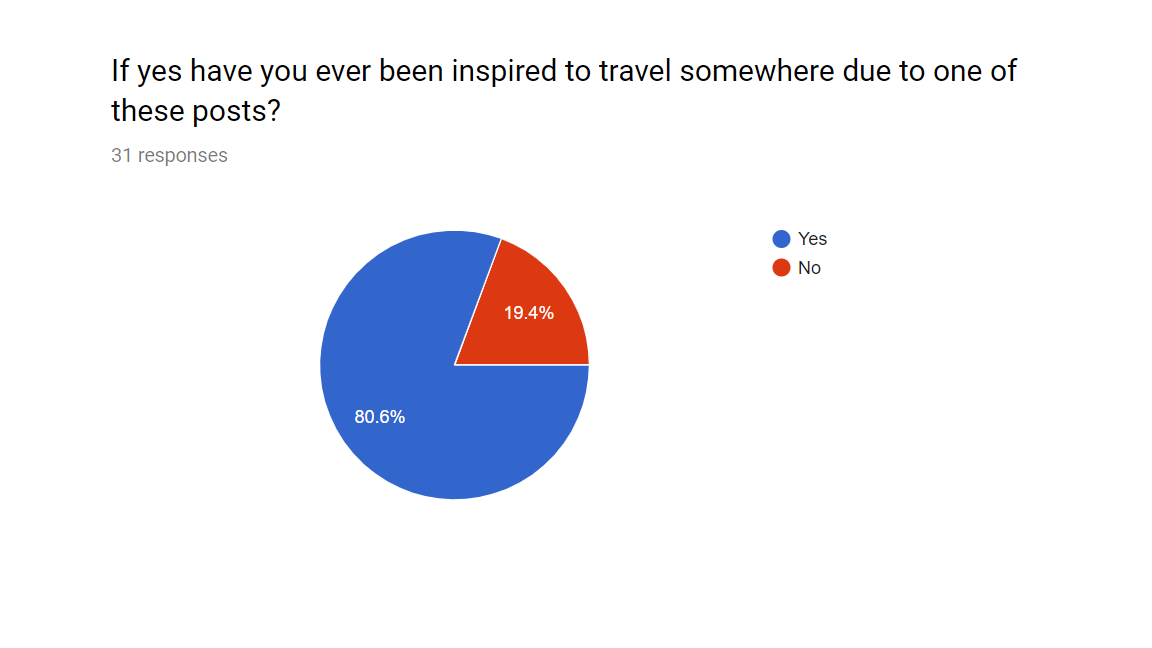 If yes have you ever been inspired to travel somewhere due to one of
these posts?
31 responses
Yes
No
19.4%
80.6%